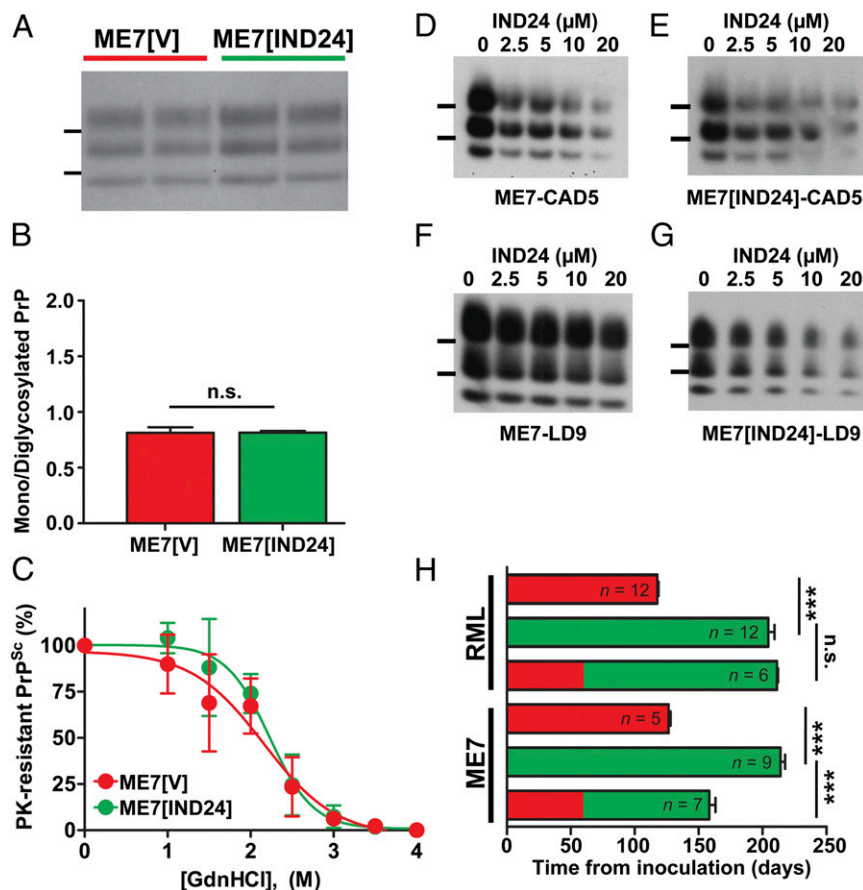 A
ME7[V] ME7[IND24]
B
Mono/Diglycosylated PrP
2.0
1.5
1.0
0.5
0.0
n.s.
ME7[V] ME7[IND24]
C
PK-resistant PrPSc (%)
100
75
50
25
0
ME7[V]
ME7[IND24]
0 1 2 3 4
[GdnHCl], (M)
D
IND24 (µM)
0 2.5 5 10 20
ME7-CAD5
E
IND24 (µM)
0 2.5 5 10 20
ME7[IND24]-CAD5
F
IND24 (µM)
0 2.5 5 10 20
ME7-LD9
G
IND24 (µM)
0 2.5 5 10 20
ME7[IND24]-LD9
H
RML
n = 12
n = 12
n = 6
***
n.s.
ME7
n = 5
n = 9
n = 7
***
***
0 50 100 150 200 250
Time from inoculation (days)